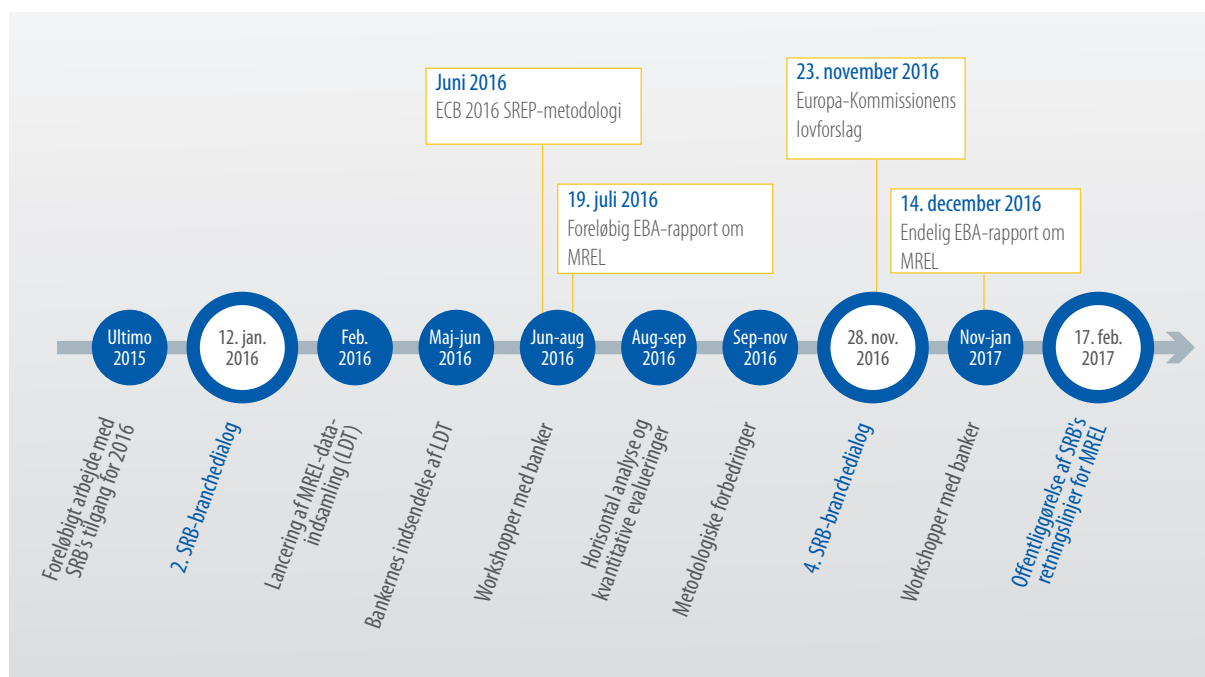 Juni 2016
ECB 2016 SREP-metodologi
19. juli 2016
Foreløbig EBA-rapport om
MREL
23. november 2016
Europa-Kommissionens
lovforslag
14. december 2016
Endelig EBA-rapport om
MREL
Ultimo
2015
12. jan.
2016
Feb.
2016
Maj-jun
2016
Jun-aug
2016
Aug-sep
2016
Sep-nov
2016
28. nov.
2016
Nov-jan
2017
17. feb.
2017
Foreløbigt arbejde med
SRB's tilgang for 2016
2. SRB-branchedialog
Lancering af MREL-data-
indsamling (LDT)
Bankernes indsendelse af LDT
Workshopper med banker
Horisontal analyse og
kvantitative evalueringer
Metodologiske forbedringer
4. SRB-branchedialog
Workshopper med banker
Offentliggørelse af SRB's
retningslinjer for MREL